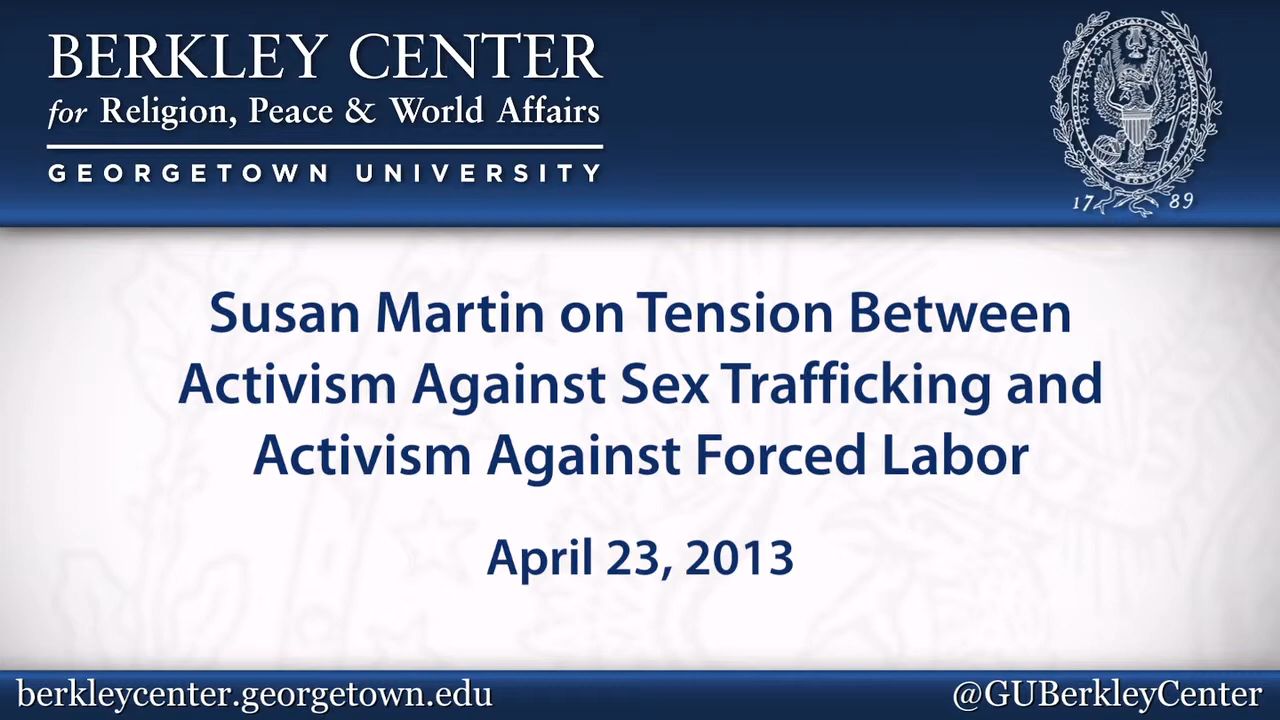 BERKLEY CENTER
for Religion, Peace & World Affairs
GEORGETOWN UNIVERSITY
17 89
Susan Martin on Tension Between
Activism Against Sex Trafficking and
Activism Against Forced Labor
April 23, 2013
berkleycenter.georgetown.edu
@GUBerkleyCenter